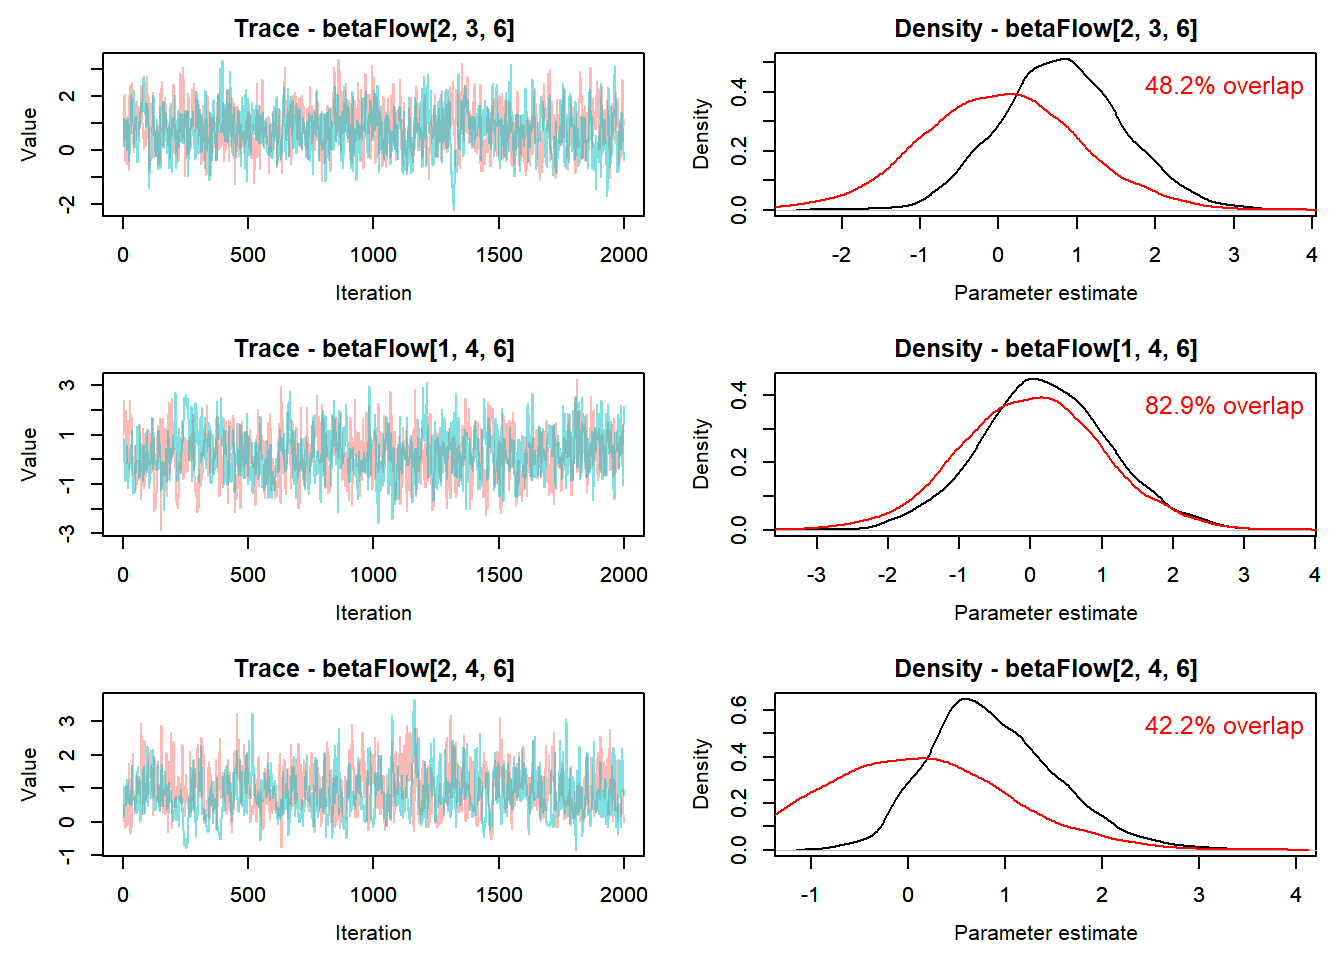 Trace - betaFlow[2, 3, 6]
Value
2
0
-2
0 500 1000 1500 2000
Iteration
Density - betaFlow[2, 3, 6]
48.2% overlap
Density
0.4
0.2
0.0
-2 -1 0 1 2 3 4
Parameter estimate
Trace - betaFlow[1, 4, 6]
Value
3
1
-1
-3
0 500 1000 1500 2000
Iteration
Density - betaFlow[1, 4, 6]
82.9% overlap
Density
0.4
0.2
0.0
-3 -2 -1 0 1 2 3 4
Parameter estimate
Trace - betaFlow[2, 4, 6]
Value
3
2
1
0
-1
0 500 1000 1500 2000
Iteration
Density - betaFlow[2, 4, 6]
42.2% overlap
Density
0.6
0.4
0.2
0.0
-1 0 1 2 3 4
Parameter estimate